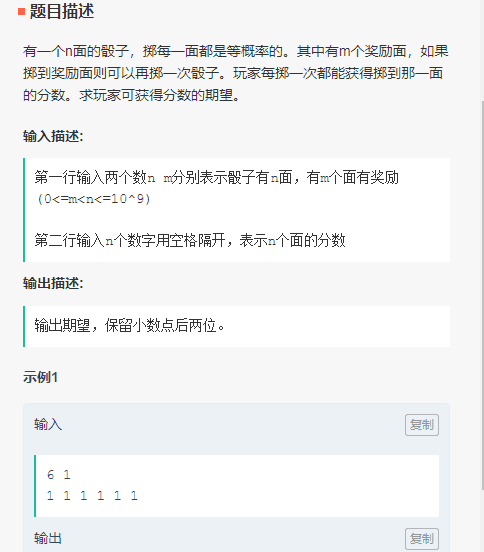 题目描述
有一个n面的骰子，掷每一面都是等概率的。其中有m个奖励面，如果
掷到奖励面则可以再掷一次骰子。玩家每掷一次都能获得掷到那一面
的分数。求玩家可获得分数的期望。
输入描述:
第一行输入两个数n m分别表示骰子有n面，有m个面有奖励
(0<=m<n<=10^9)
第二行输入n个数字用空格隔开，表示n个面的分数
输出描述:
输出期望，保留小数点后两位。
示例1
输入 复制
6 1
1 1 1 1 1 1
输出 复制